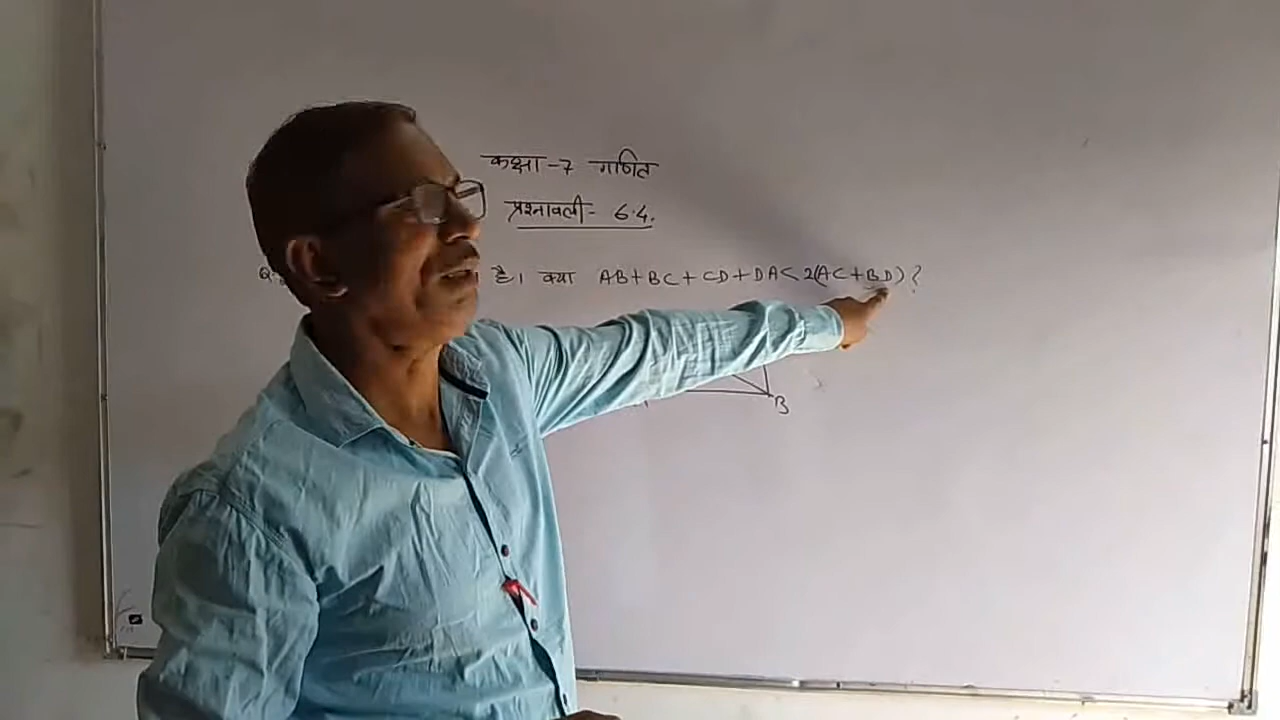 कक्षा -7 गणित
प्रश्नावली - 6.4.
Q. है। क्या AB+BC+CD+DA<2(AC+BD)?
B